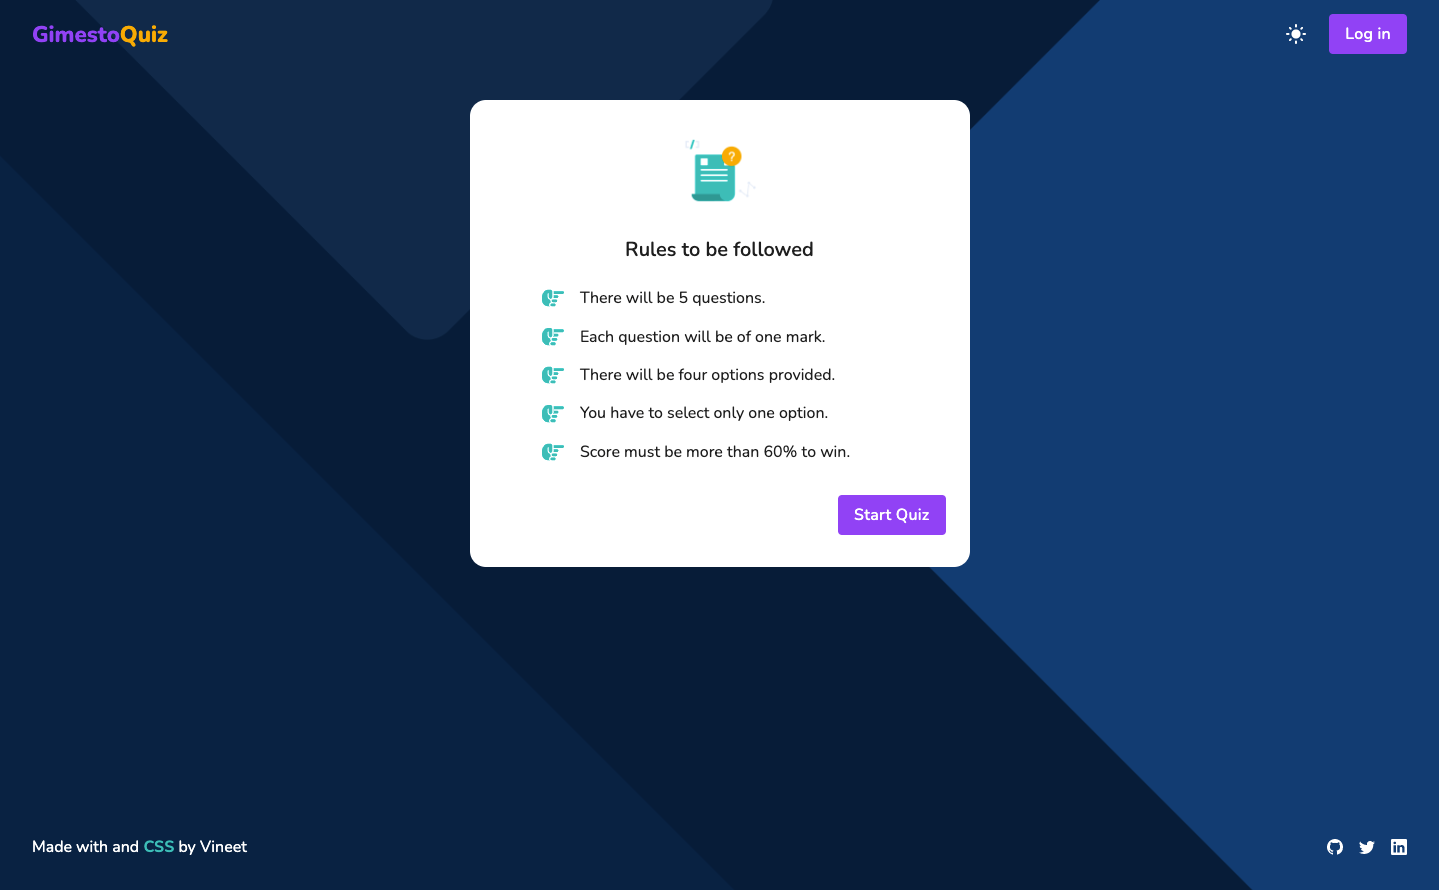 GimestoQuiz
Log in
?
Rules to be followed
There will be 5 questions.
Each question will be of one mark.
There will be four options provided.
You have to select only one option.
Score must be more than 60% to win.
Start Quiz
Made with and CSS by Vineet
in